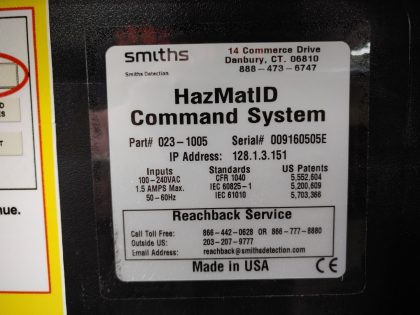 smiths
Smiths Detection
14 Commerce Drive
Danbury, CT. 06810
888-473-6747
HazMatID
Command System
Part# 023-1005 Serial# 009160505E
IP Address: 128.1.3.151
Inputs Standards US Patents
100-240VAC CFR 1040 5,552,604
1.5 AMPS Max. IEC 60825-1 5,200,609
50-60Hz IEC 61010 5,703,366
Reachback Service
Call Toll Free: 866-442-0628 OR 866-777-8880
Outside US: 203-207-9777
Email Address: reachback@smithsdetection.com
Made in USA CE
D
ES
T
nue.